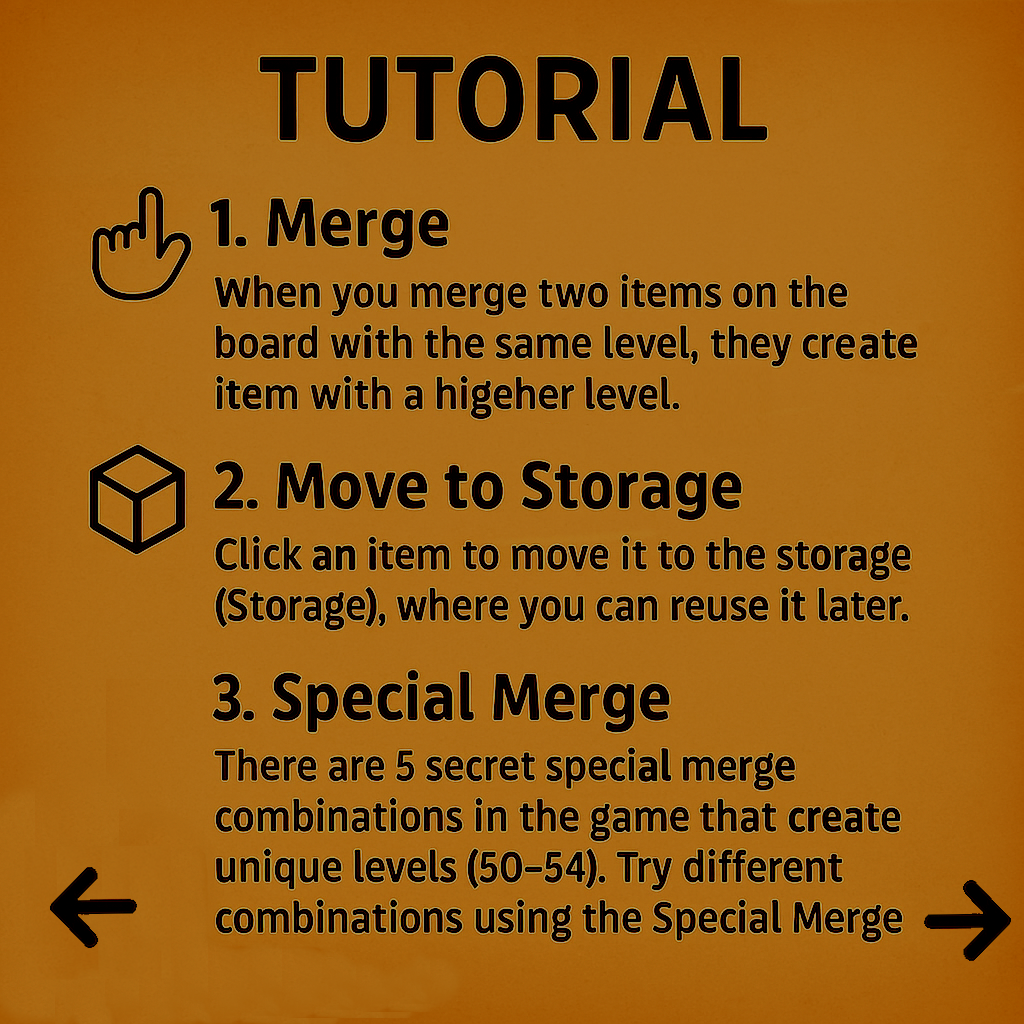 TUTORIAL
1. Merge
When you merge two items on the
board with the same level, they create
item with a higeher level.
2. Move to Storage
Click an item to move it to the storage
(Storage), where you can reuse it later.
3. Special Merge
There are 5 secret special merge
combinations in the game that create
unique levels (50–54). Try different
combinations using the Special Merge